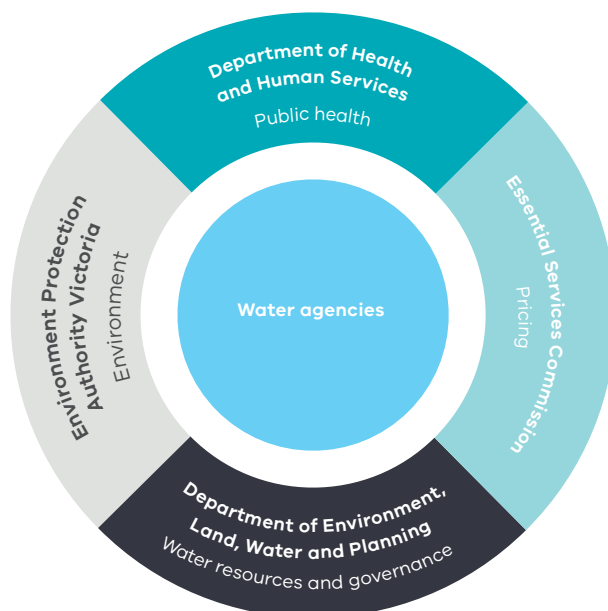 Department of Health
and Human Services
Public health
Essential Services Commission
Pricing
Water agencies
Environment Protection
Authority Victoria
Environment
Department of Environment,
Land, Water and Planning
Water resources and governance